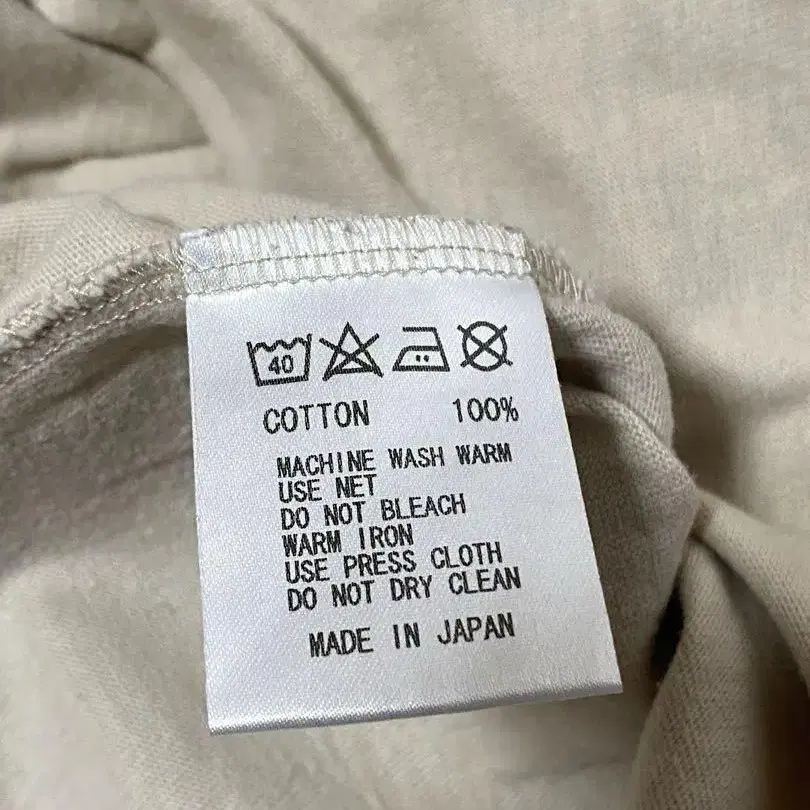 40
COTTON 100%
MACHINE WASH WARM
USE NET
DO NOT BLEACH
WARM IRON
USE PRESS CLOTH
DO NOT DRY CLEAN
MADE IN JAPAN